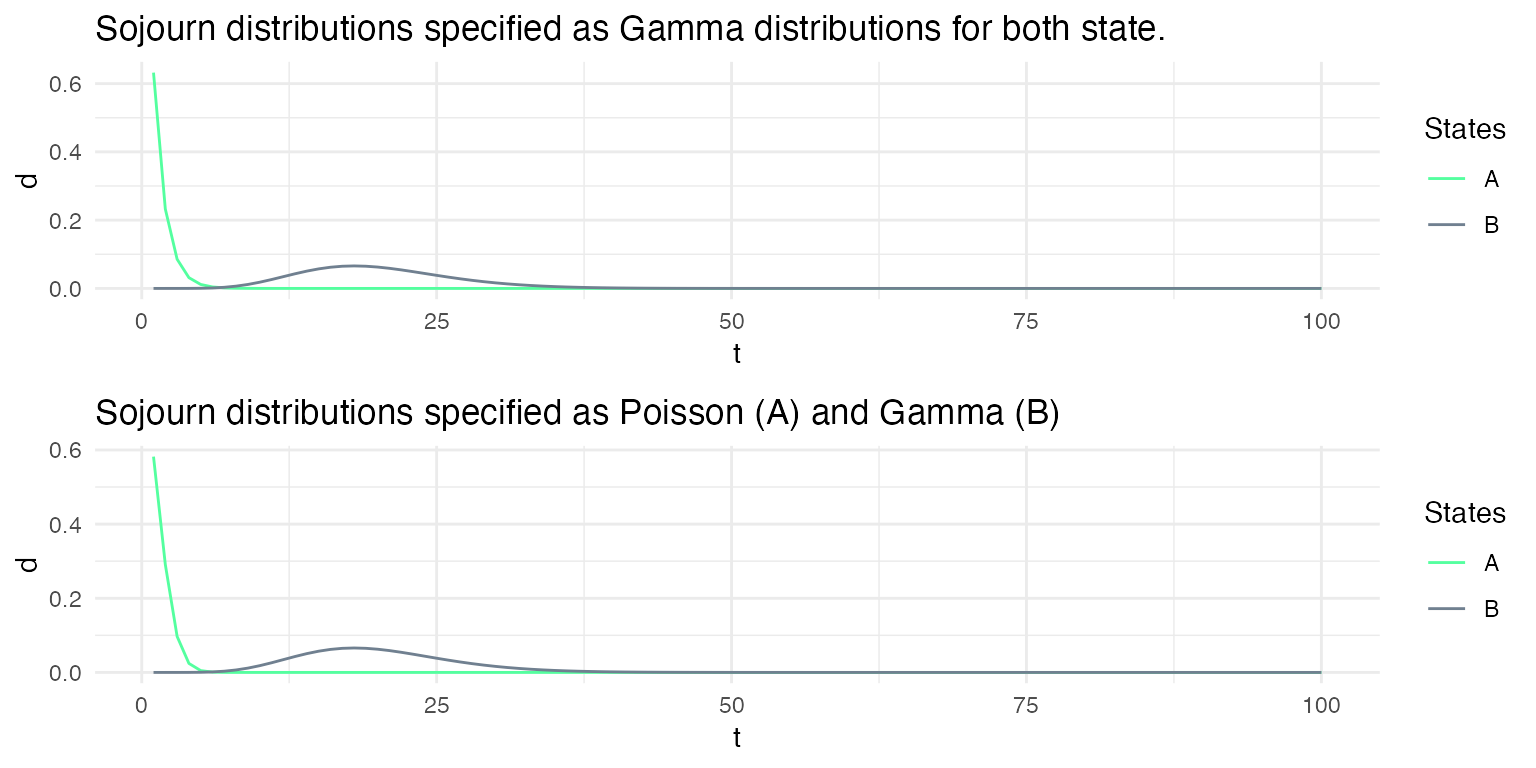 Sojourn distributions specified as Gamma distributions for both state.
0.6
0.4
0.2
0.0
d
0
25
50
75
100
t
States
A
B
Sojourn distributions specified as Poisson (A) and Gamma (B)
0.6
0.4
0.2
0.0
d
0
25
50
75
100
t
States
A
B